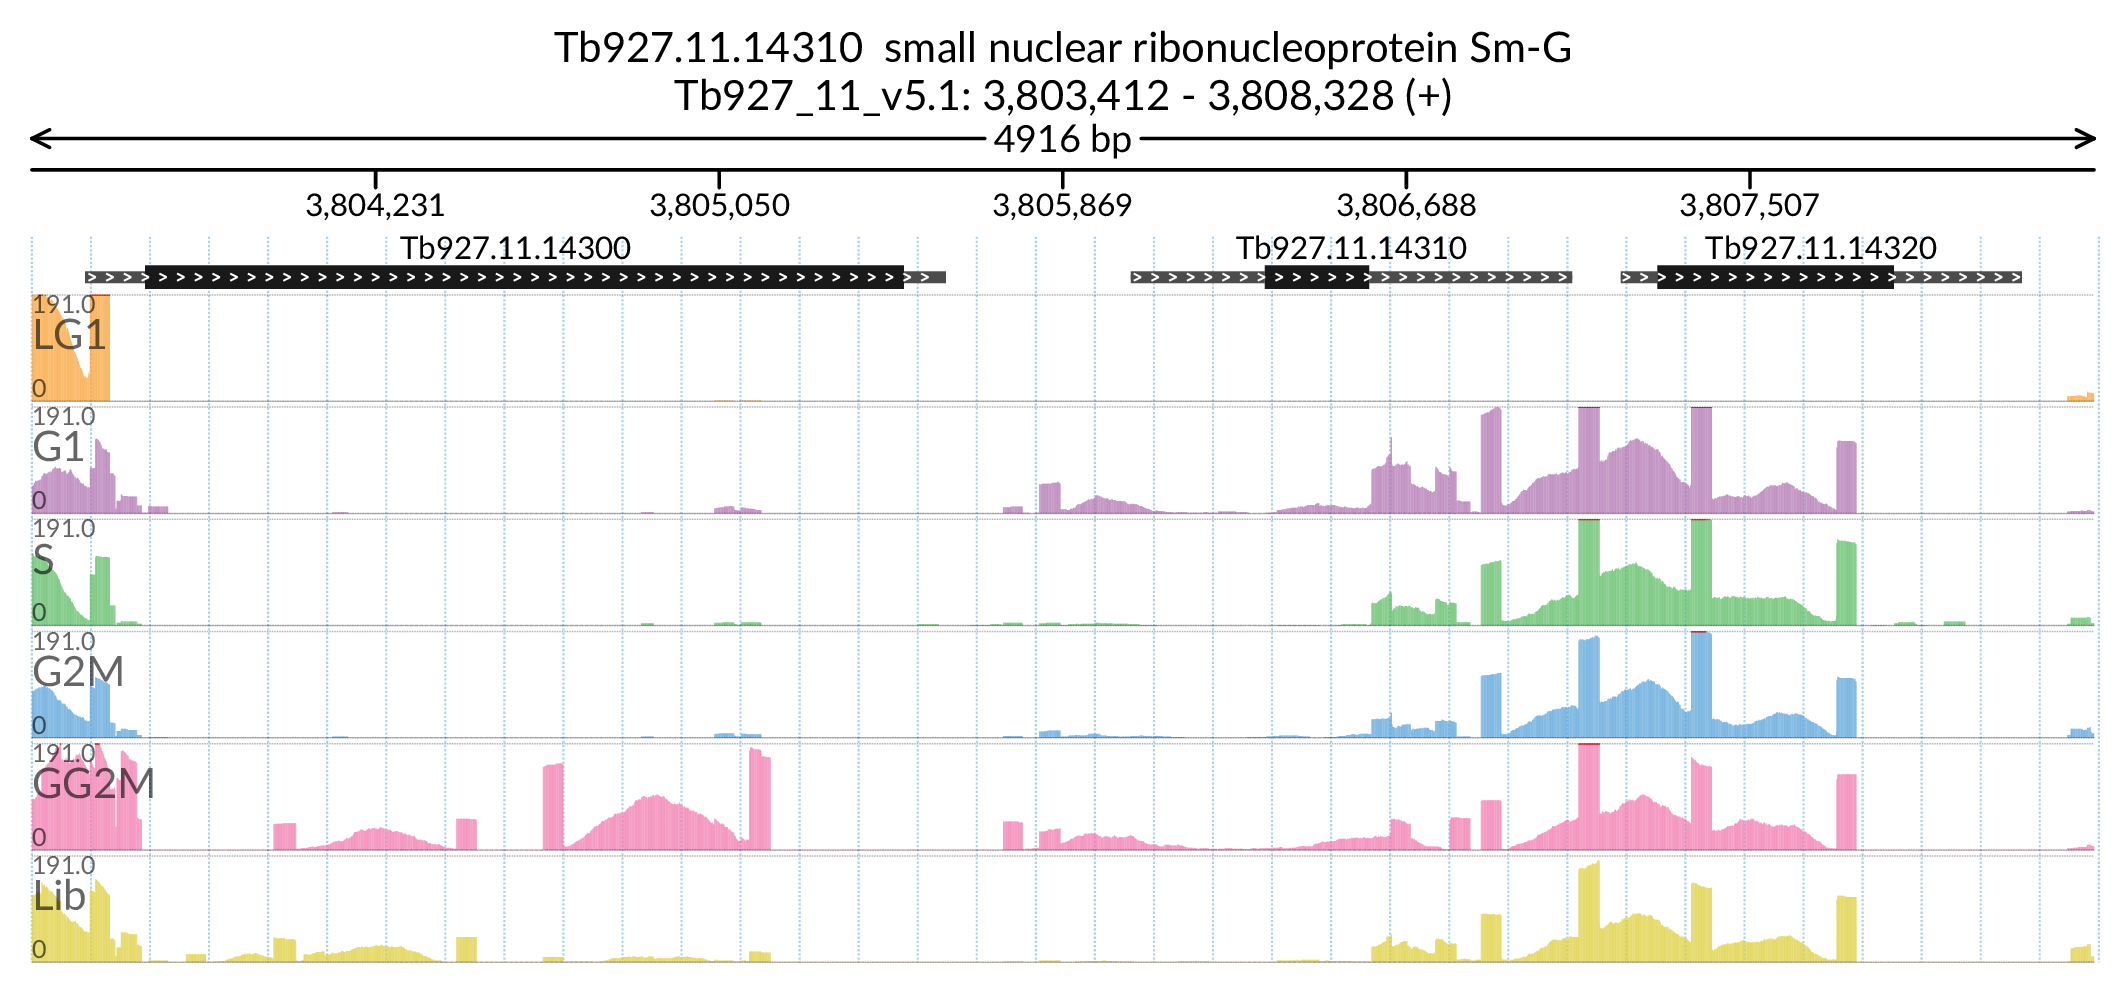 Tb927.11.14310  small nuclear ribonucleoprotein Sm-G
Tb927_11_v5.1: 3,803,412 - 3,808,328 (+)
4916 bp
3,804,231 3,805,050 3,805,869 3,806,688 3,807,507
Tb927.11.14300 Tb927.11.14310 Tb927.11.14320
191.0
LG1
0
191.0
G1
0
191.0
S
0
191.0
G2M
0
191.0
GG2M
0
191.0
Lib
0